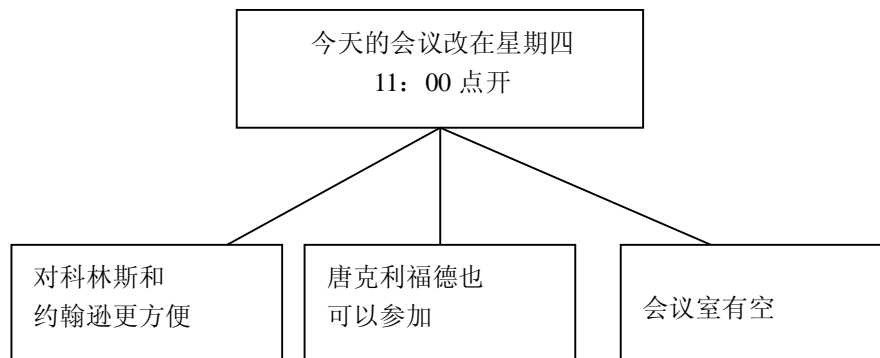 今天的会议改在星期四
11：00 点开
对科林斯和
约翰逊更方便
唐克利福德也
可以参加
会议室有空